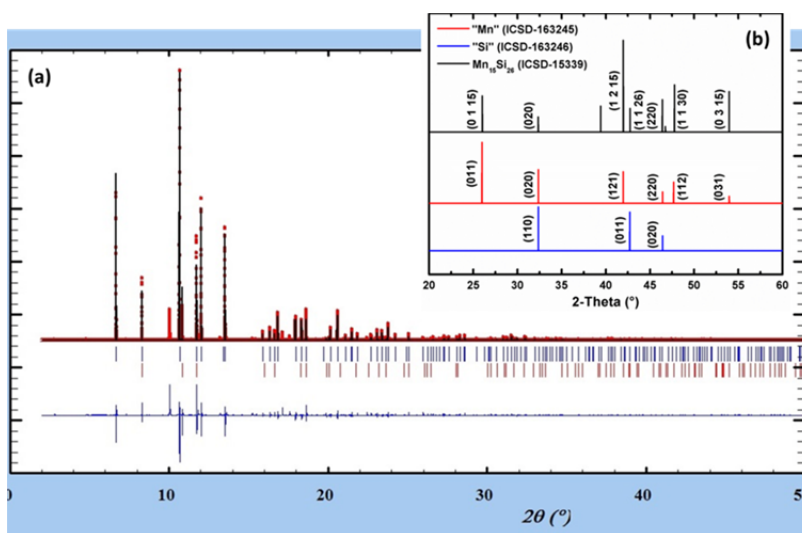 (a)
(b)
"Mn" (ICSD-163245)
"Si" (ICSD-163246)
Mn₁₅Si₂₆ (ICSD-15339)
(0 1 15)
(020)
(1 2 15)
(1 1 26)
(220)
(1 1 30)
(0 3 15)
(011)
(020)
(121)
(220)
(112)
(031)
(110)
(011)
(020)
20 25 30 35 40 45 50 55 60
2-Theta (°)
0 10 20 30 40
2θ (°)